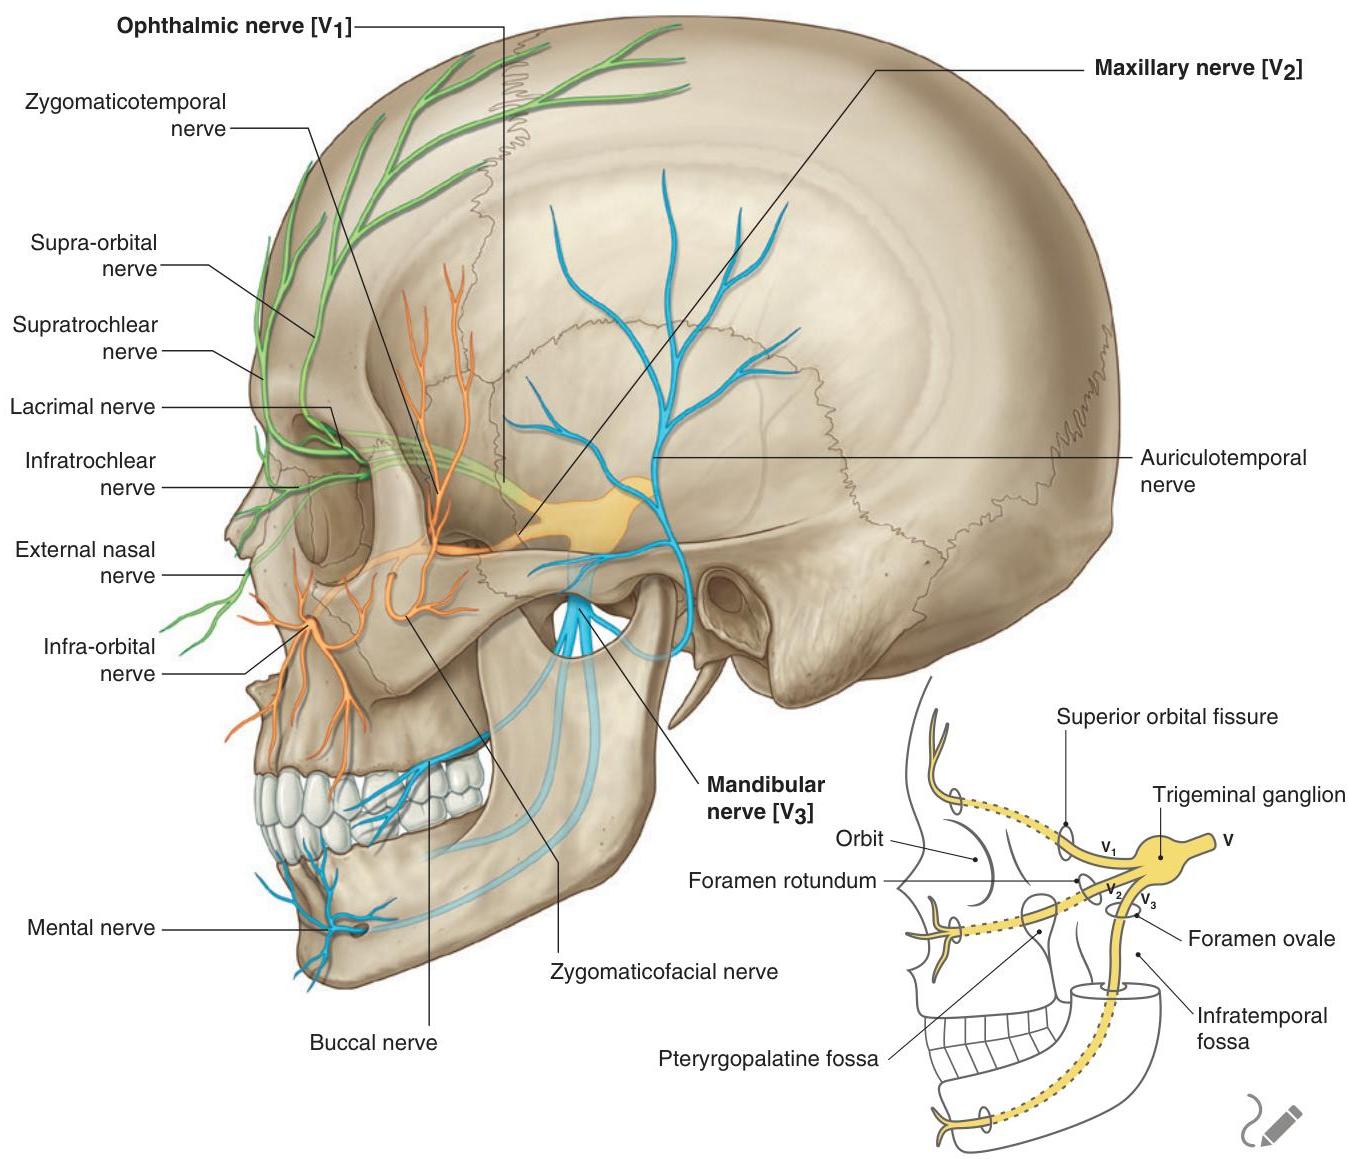 Ophthalmic nerve [V1]
Maxillary nerve [V2]
Zygomaticotemporal
nerve
Supra-orbital
nerve
Supratrochlear
nerve
Lacrimal nerve
Infratrochlear
nerve
External nasal
nerve
Infra-orbital
nerve
Auriculotemporal
nerve
Mandibular
nerve [V3]
Mental nerve
Zygomaticofacial nerve
Buccal nerve
Superior orbital fissure
Trigeminal ganglion
Orbit
V1
V
Foramen rotundum
V2
V3
Foramen ovale
Infratemporal
fossa
Pteryrgopalatine fossa